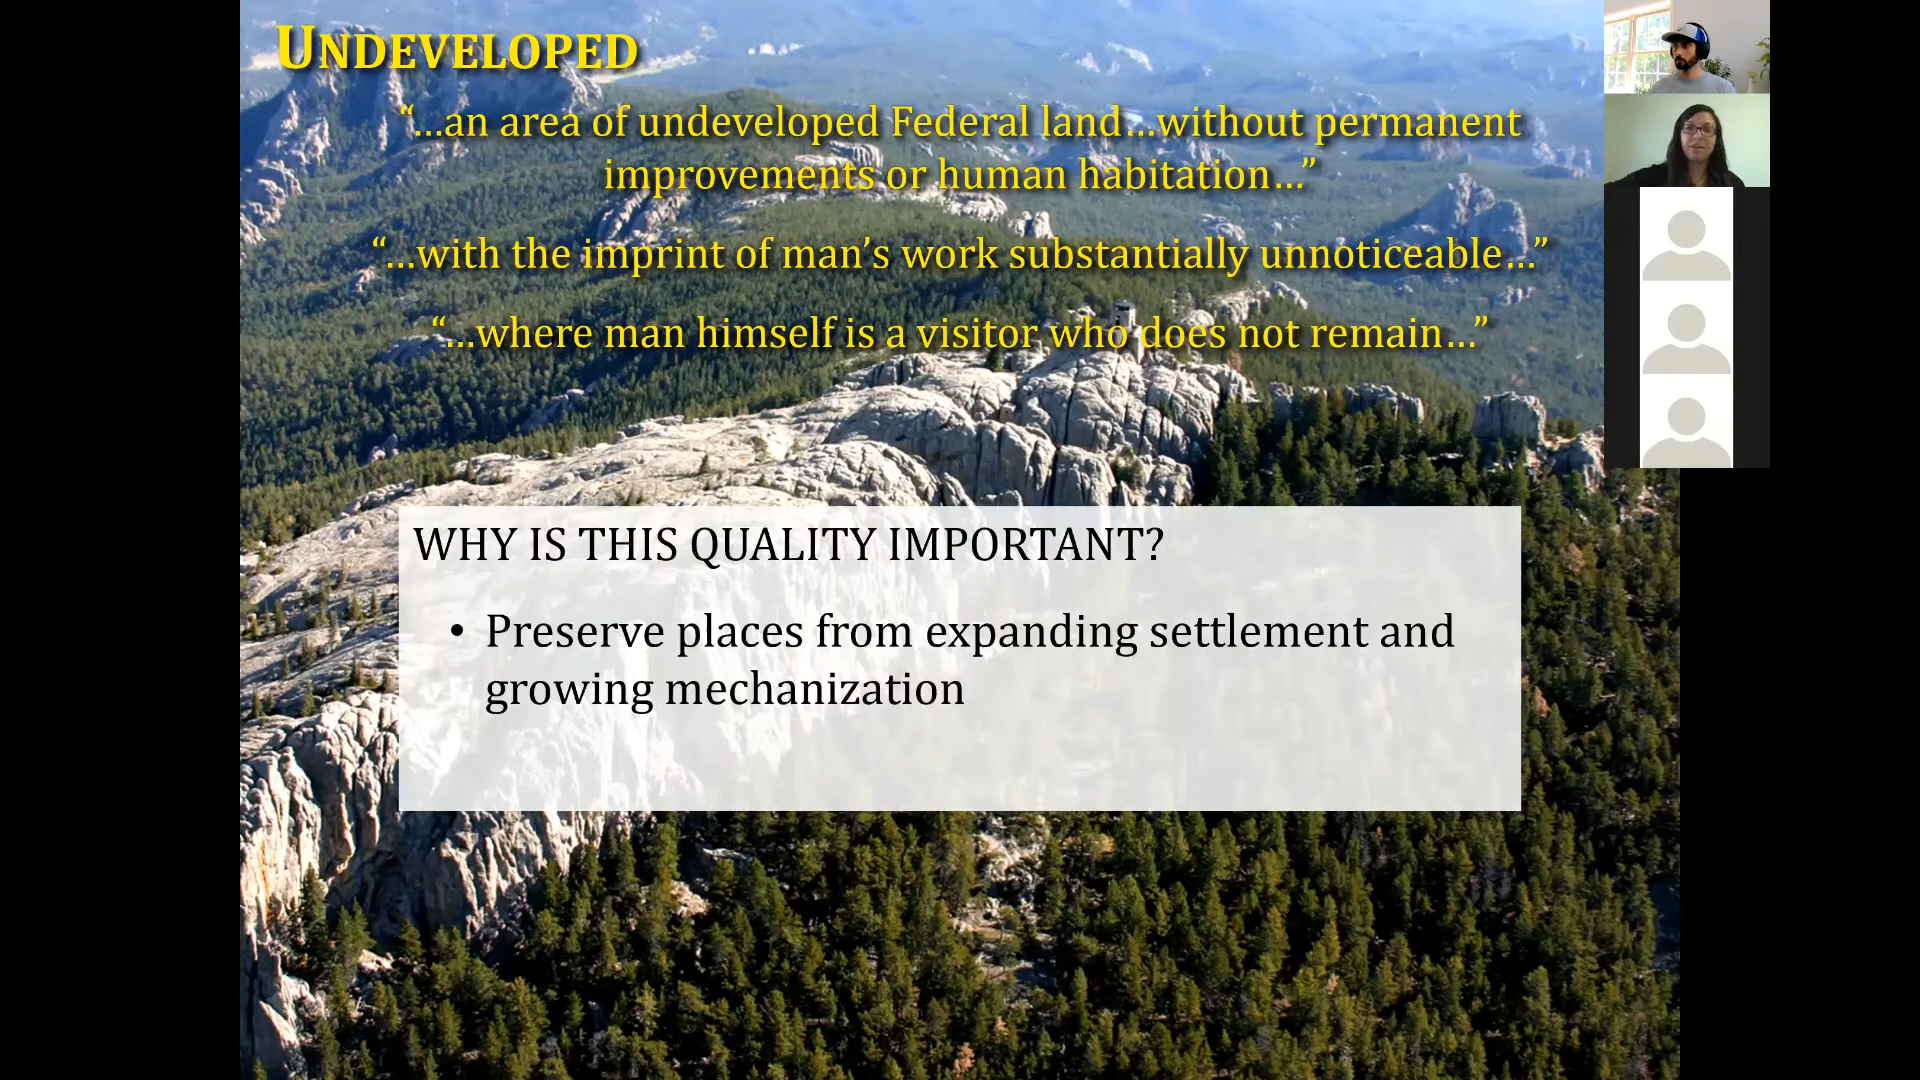 UNDEVELOPED
“…an area of undeveloped Federal land…without permanent
improvements or human habitation…”
“…with the imprint of man’s work substantially unnoticeable…”
“…where man himself is a visitor who does not remain…”
WHY IS THIS QUALITY IMPORTANT?
• Preserve places from expanding settlement and
growing mechanization